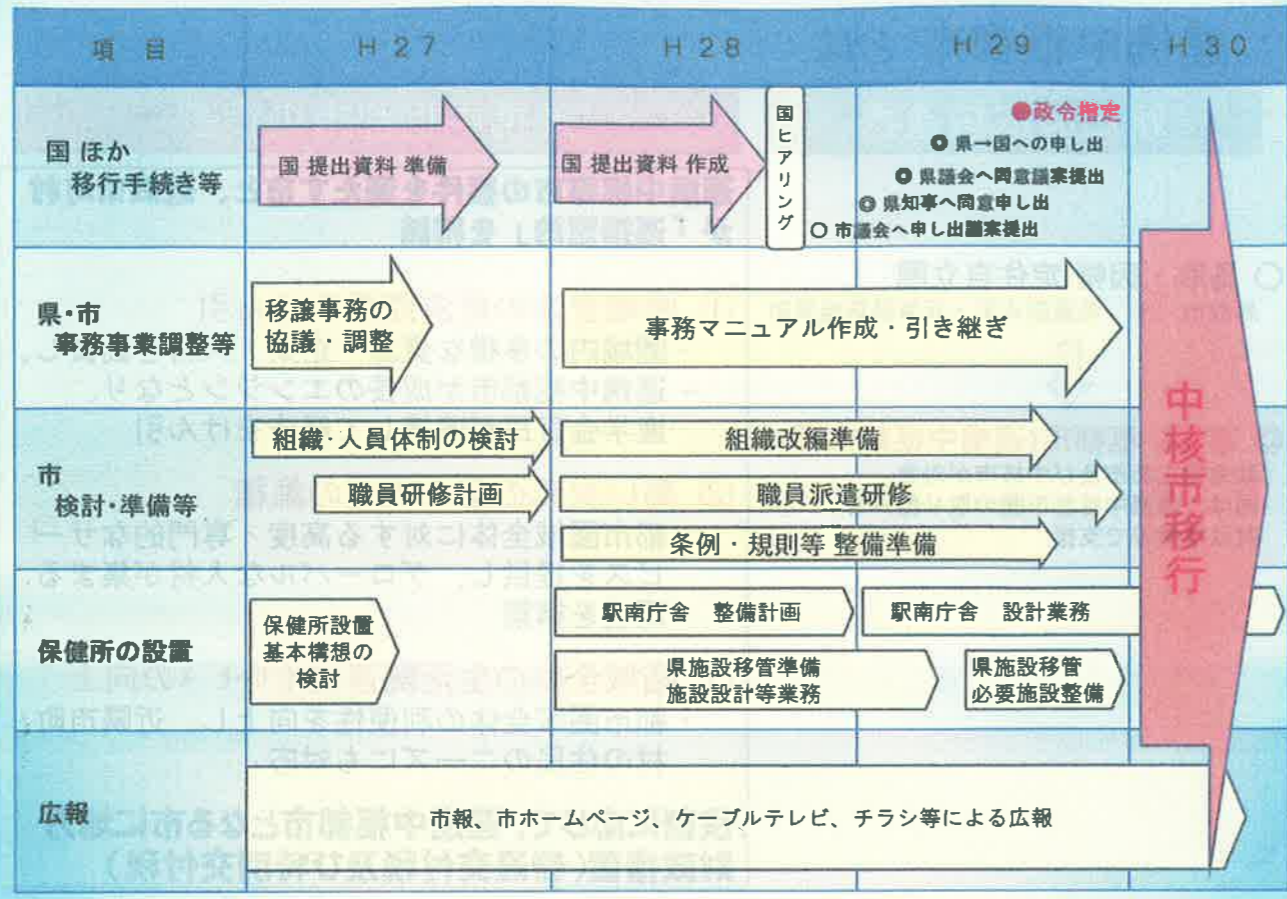 項 目 H27 H28 H29 H30
国 ほか
移行手続き等
国 提出資料 準備
国 提出資料 作成
国ヒアリング
●政令指定
○ 県→国への申し出
○ 県議会へ同意議案提出
◎ 県知事へ同意申し出
○ 市議会へ申し出議案提出
県・市
事務事業調整等
移譲事務の
協議・調整
事務マニュアル作成・引き継ぎ
市
検討・準備等
組織・人員体制の検討
組織改編準備
職員研修計画
職員派遣研修
条例・規則等 整備準備
保健所の設置
保健所設置
基本構想の
検討
駅南庁舎 整備計画
駅南庁舎 設計業務
県施設移管準備
施設設計等業務
県施設移管
必要施設整備
中核市移行
広報
市報、市ホームページ、ケーブルテレビ、チラシ等による広報